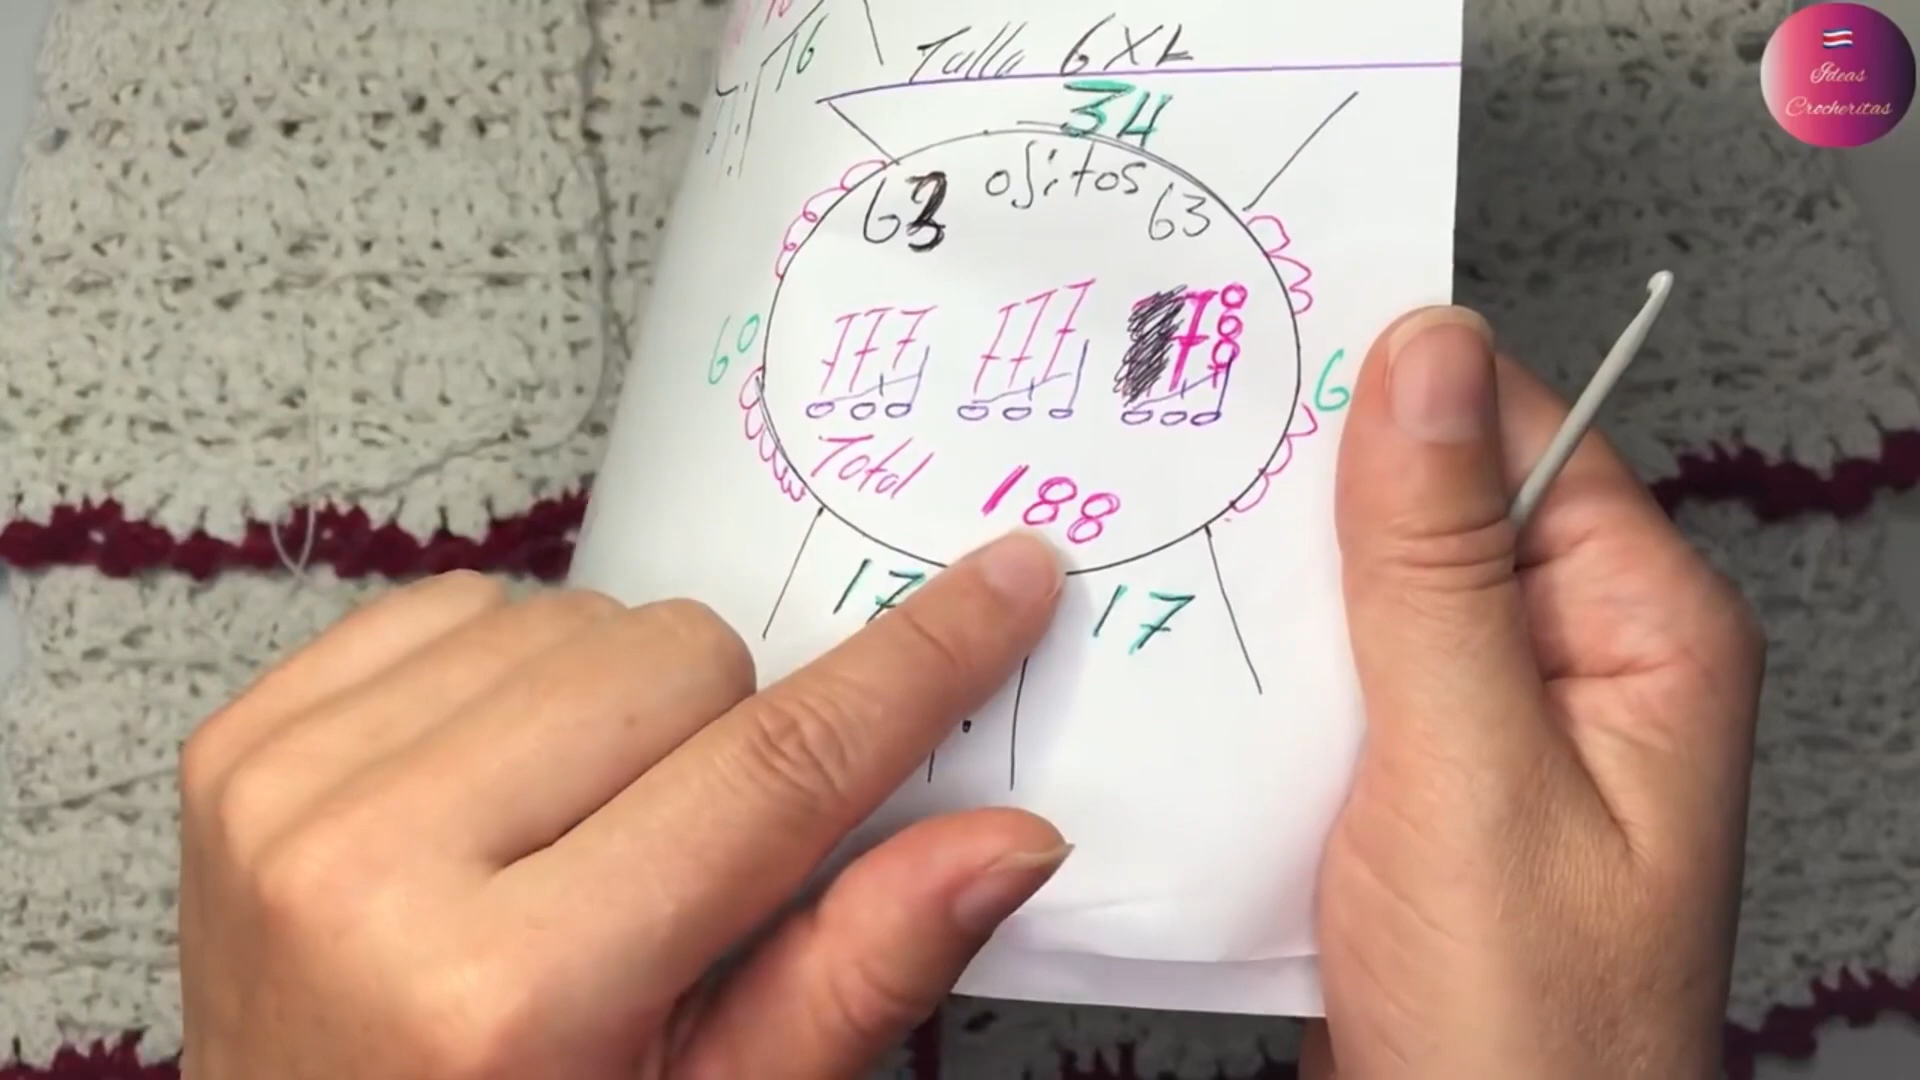 Ideas
Crocheritas
16
Talla 6XL
34
ositos
63 63
60 6
Total
188
17 17